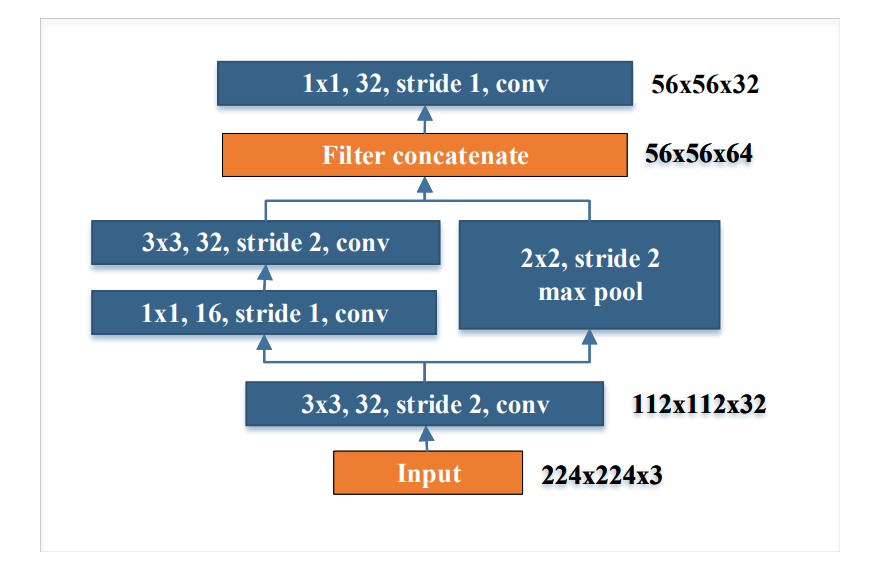 1x1, 32, stride 1, conv
56x56x32
Filter concatenate
56x56x64
3x3, 32, stride 2, conv
2x2, stride 2
max pool
1x1, 16, stride 1, conv
3x3, 32, stride 2, conv
112x112x32
Input
224x224x3